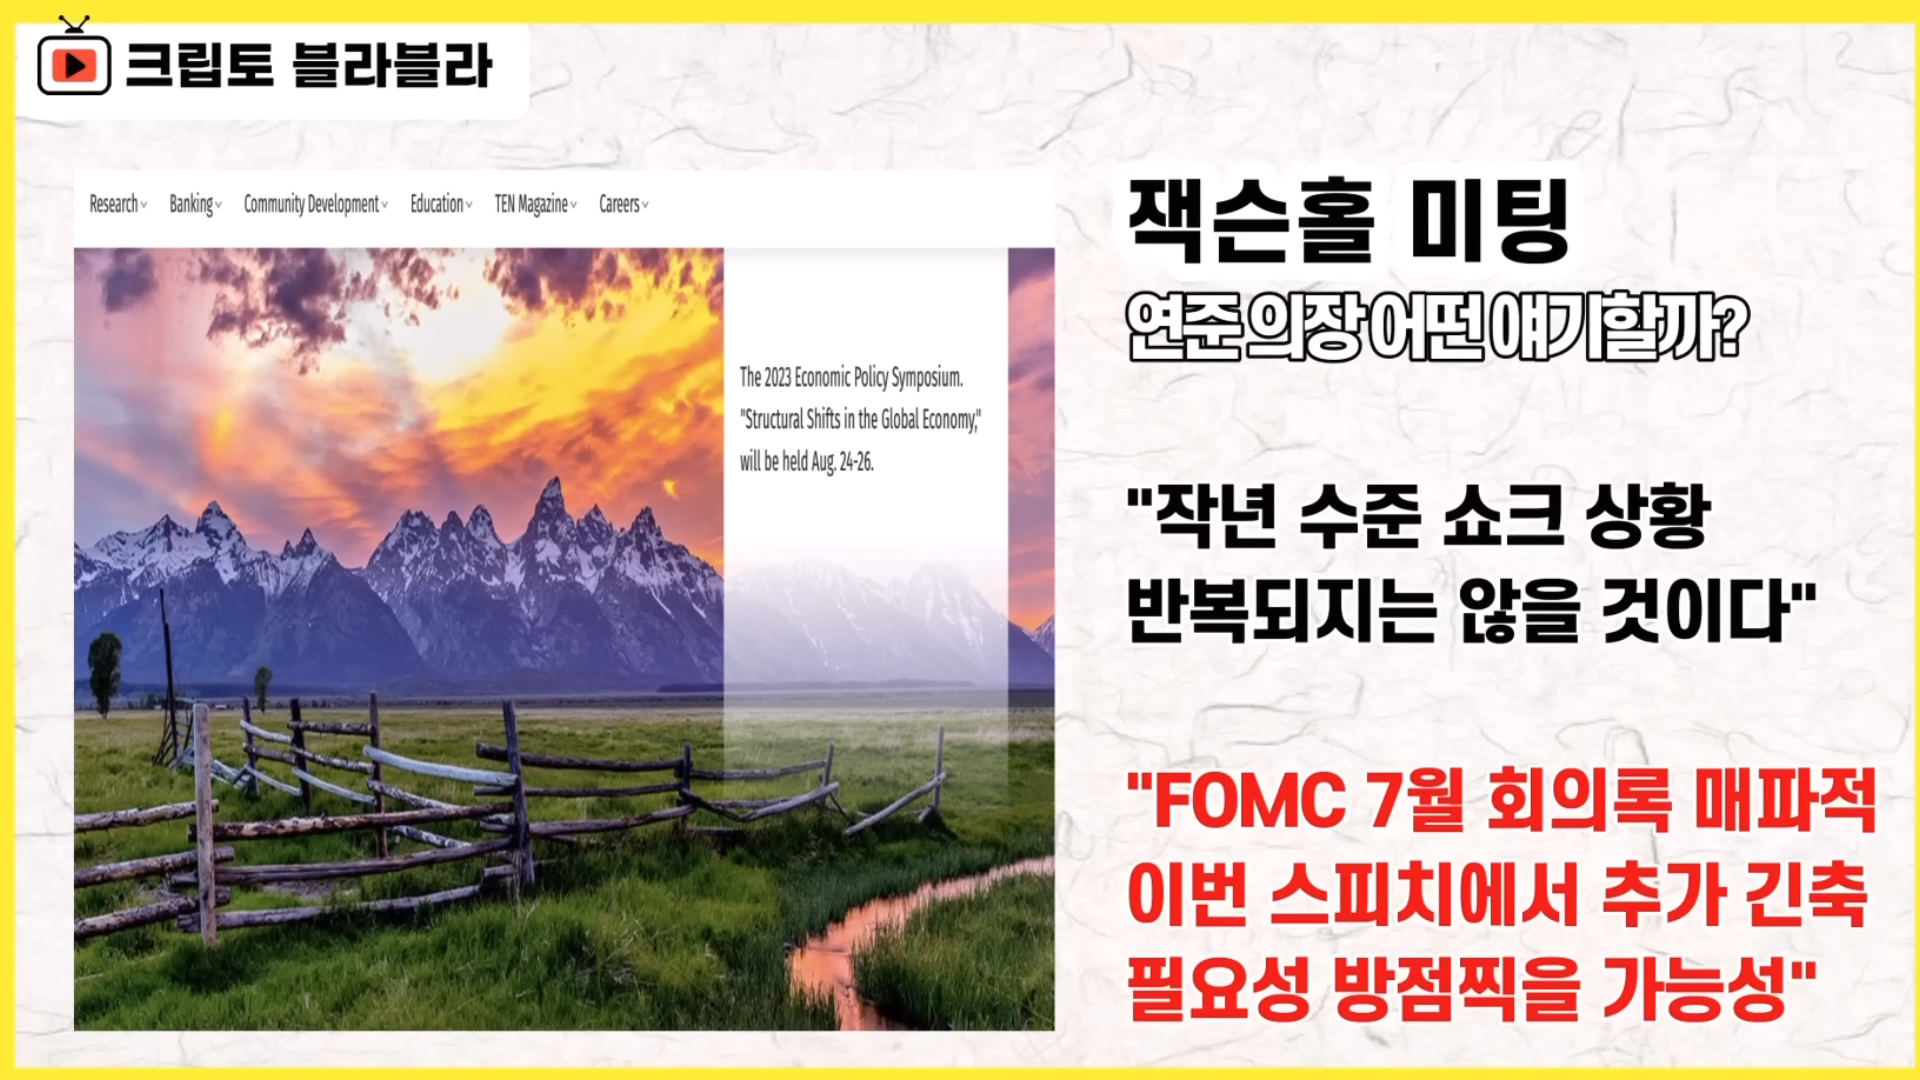 크립토 블라블라
Research Banking Community Development Education TEN Magazine Careers
The 2023 Economic Policy Symposium.
"Structural Shifts in the Global Economy,"
will be held Aug. 24-26.
잭슨홀 미팅
연준 의장 어떤 얘기할까?
"작년 수준 쇼크 상황
반복되지는 않을 것이다"
"FOMC 7월 회의록 매파적
이번 스피치에서 추가 긴축
필요성 방점찍을 가능성"